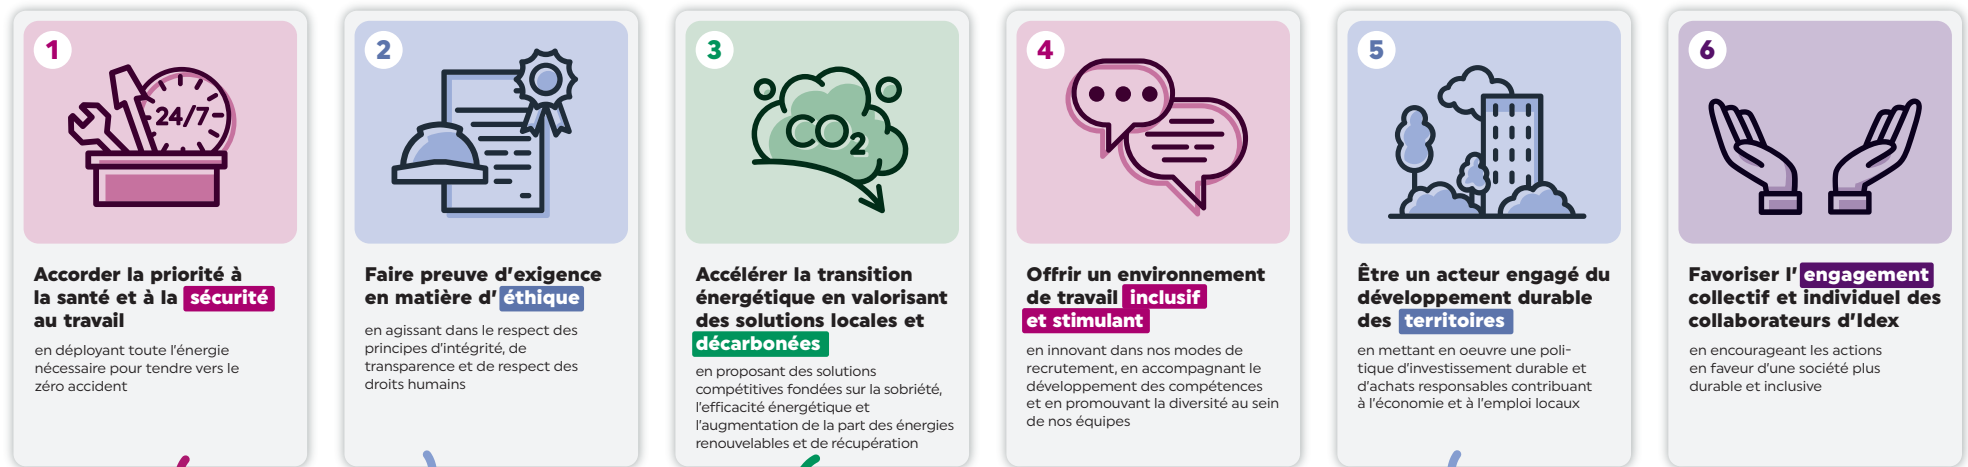 1
24/7
Accorder la priorité à
la santé et à la sécurité
au travail
en déployant toute l'énergie
nécessaire pour tendre vers le
zéro accident
2
Faire preuve d'exigence
en matière d'éthique
en agissant dans le respect des
principes d'intégrité, de
transparence et de respect des
droits humains
3
CO2
Accélérer la transition
énergétique en valorisant
des solutions locales et
décarbonées
en proposant des solutions
compétitives fondées sur la sobriété,
l'efficacité énergétique et
l'augmentation de la part des énergies
renouvelables et de récupération
4
Offrir un environnement
de travail inclusif
et stimulant
en innovant dans nos modes de
recrutement, en accompagnant le
développement des compétences
et en promouvant la diversité au sein
de nos équipes
5
Être un acteur engagé du
développement durable
des territoires
en mettant en oeuvre une poli-
tique d'investissement durable et
d'achats responsables contribuant
à l'économie et à l'emploi locaux
6
Favoriser l'engagement
collectif et individuel des
collaborateurs d'Idex
en encourageant les actions
en faveur d'une société plus
durable et inclusive